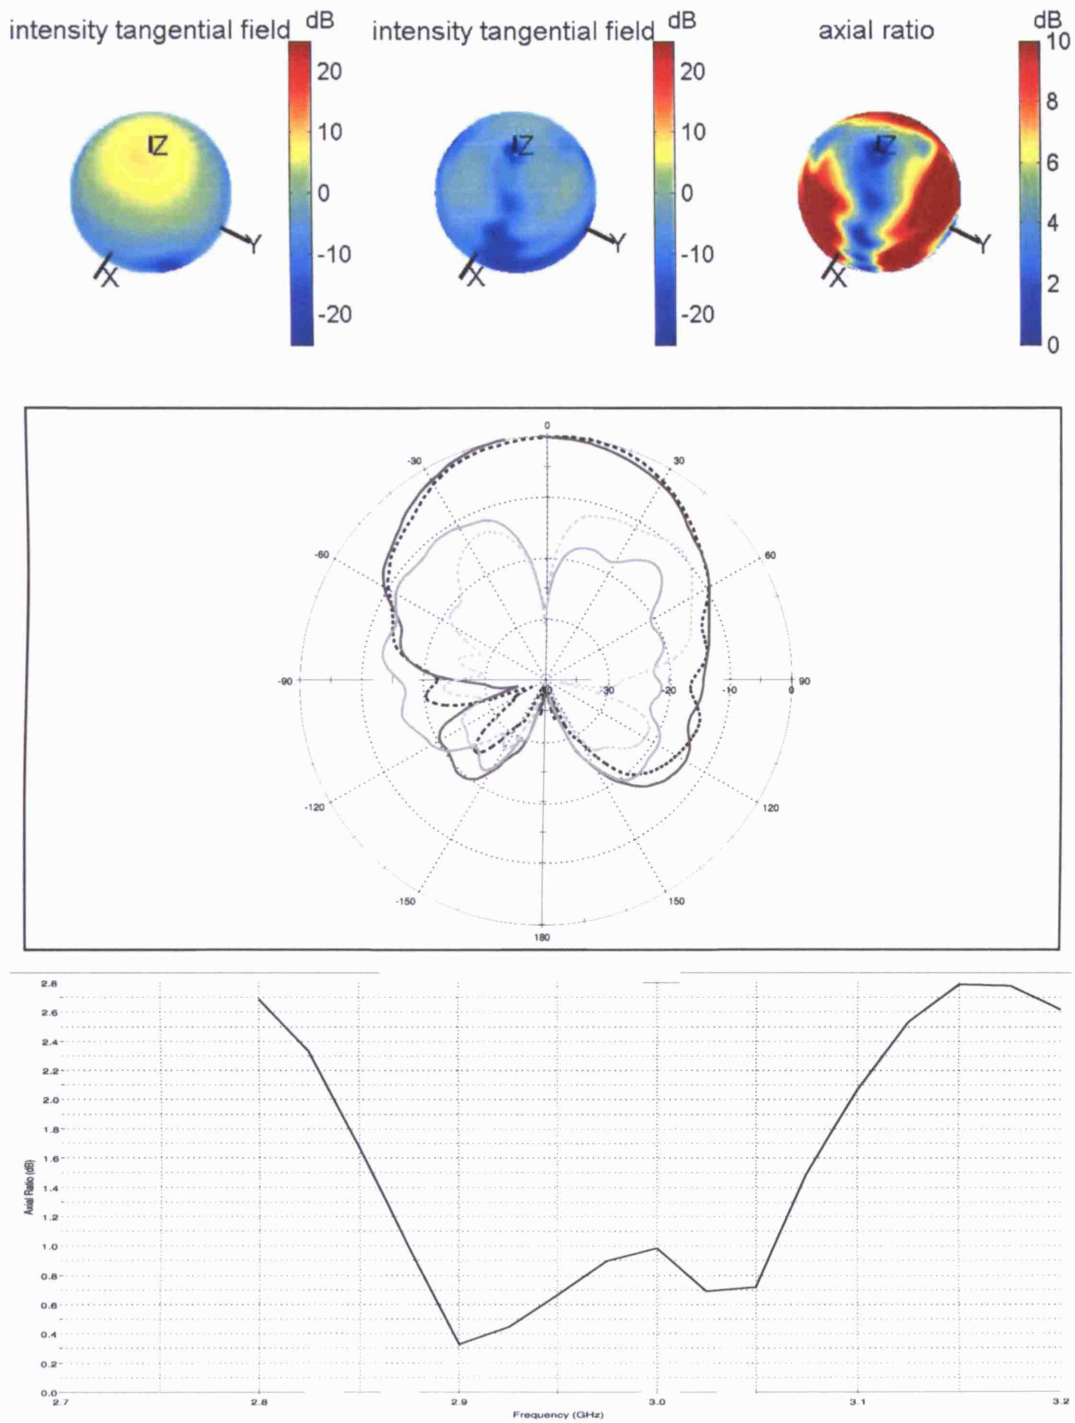 intensity tangential field dB
20
10
0
-10
-20
Z
Y
X
intensity tangential field dB
20
10
0
-10
-20
Z
Y
X
axial ratio dB
10
8
6
4
2
0
Z
Y
X
0
-30 30
-60 60
-90 -30 -20 -10 0 90
-120 120
-150 150
180
2.8
2.6
2.4
2.2
2.0
1.8
1.6
1.4
1.2
1.0
0.8
0.6
0.4
0.2
0.0
Axial Ratio (dB)
2.7 2.8 2.9 3.0 3.1 3.2
Frequency (GHz)